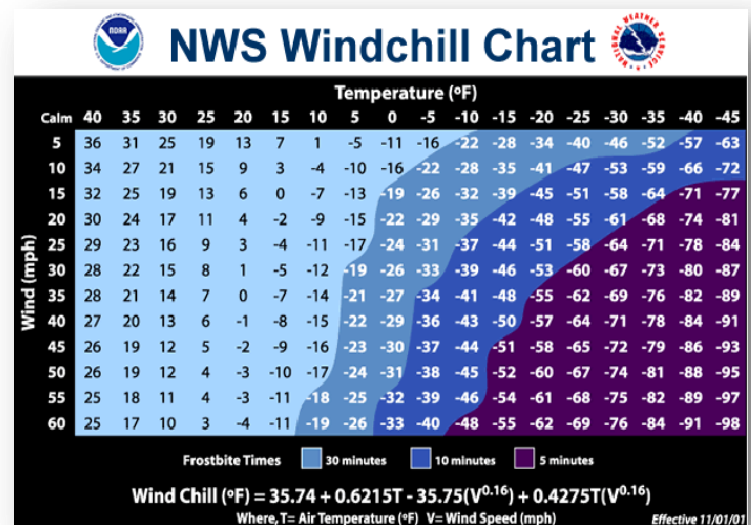 NOAA
NWS Windchill Chart
NATIONAL WEATHER SERVICE
Temperature (ºF)
Calm 40 35 30 25 20 15 10 5 0 -5 -10 -15 -20 -25 -30 -35 -40 -45
Wind (mph)
5 36 31 25 19 13 7 1 -5 -11 -16 -22 -28 -34 -40 -46 -52 -57 -63
10 34 27 21 15 9 3 -4 -10 -16 -22 -28 -35 -41 -47 -53 -59 -66 -72
15 32 25 19 13 6 0 -7 -13 -19 -26 -32 -39 -45 -51 -58 -64 -71 -77
20 30 24 17 11 4 -2 -9 -15 -22 -29 -35 -42 -48 -55 -61 -68 -74 -81
25 29 23 16 9 3 -4 -11 -17 -24 -31 -37 -44 -51 -58 -64 -71 -78 -84
30 28 22 15 8 1 -5 -12 -19 -26 -33 -39 -46 -53 -60 -67 -73 -80 -87
35 28 21 14 7 0 -7 -14 -21 -27 -34 -41 -48 -55 -62 -69 -76 -82 -89
40 27 20 13 6 -1 -8 -15 -22 -29 -36 -43 -50 -57 -64 -71 -78 -84 -91
45 26 19 12 5 -2 -9 -16 -23 -30 -37 -44 -51 -58 -65 -72 -79 -86 -93
50 26 19 12 4 -3 -10 -17 -24 -31 -38 -45 -52 -60 -67 -74 -81 -88 -95
55 25 18 11 4 -3 -11 -18 -25 -32 -39 -46 -54 -61 -68 -75 -82 -89 -97
60 25 17 10 3 -4 -11 -19 -26 -33 -40 -48 -55 -62 -69 -76 -84 -91 -98
Frostbite Times 30 minutes 10 minutes 5 minutes
Wind Chill (ºF) = 35.74 + 0.6215T - 35.75(V^0.16) + 0.4275T(V^0.16)
Where, T= Air Temperature (ºF) V= Wind Speed (mph) Effective 11/01/01